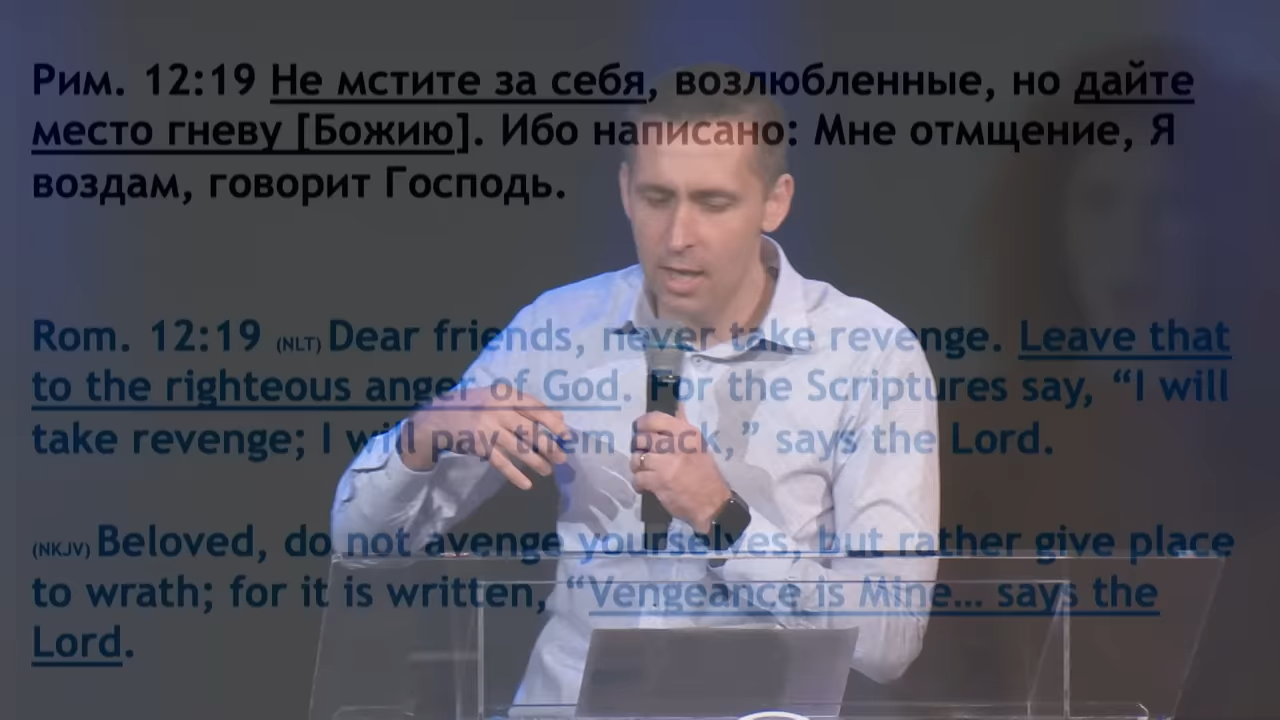 Рим. 12:19 Не мстите за себя, возлюбленные, но дайте
место гневу [Божию]. Ибо написано: Мне отмщение, Я
воздам, говорит Господь.
Rom. 12:19 (NLT) Dear friends, never take revenge. Leave that
to the righteous anger of God. For the Scriptures say, “I will
take revenge; I will pay them back,” says the Lord.
(NKJV) Beloved, do not avenge yourselves, but rather give place
to wrath; for it is written, “Vengeance is Mine… says the
Lord.